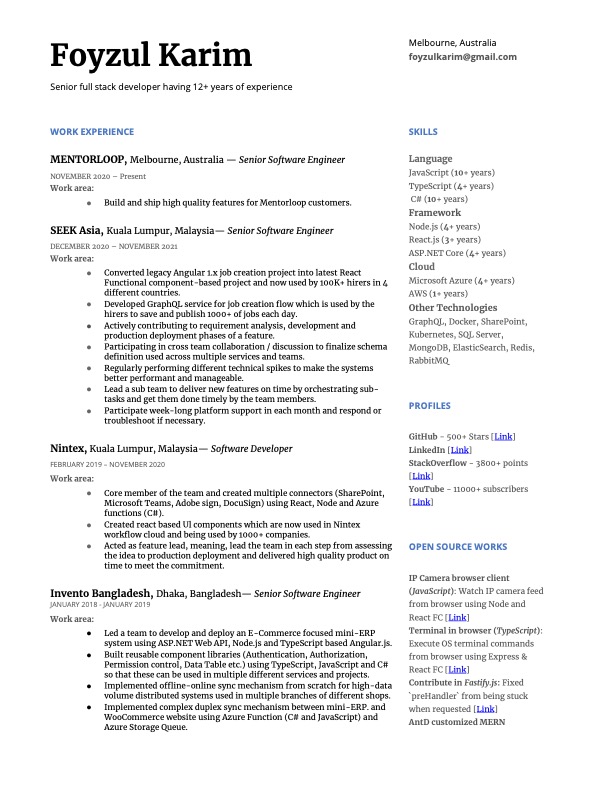 Foyzul Karim
Senior full stack developer having 12+ years of experience
Melbourne, Australia
foyzulkarim@gmail.com
WORK EXPERIENCE
MENTORLOOP, Melbourne, Australia — Senior Software Engineer
NOVEMBER 2020 – Present
Work area:
● Build and ship high quality features for Mentorloop customers.
SEEK Asia, Kuala Lumpur, Malaysia— Senior Software Engineer
DECEMBER 2020 – NOVEMBER 2021
Work area:
● Converted legacy Angular 1.x job creation project into latest React
Functional component-based project and now used by 100K+ hirers in 4
different countries.
● Developed GraphQL service for job creation flow which is used by the
hirers to save and publish 1000+ of jobs each day.
● Actively contributing to requirement analysis, development and
production deployment phases of a feature.
● Participating in cross team collaboration / discussion to finalize schema
definition used across multiple services and teams.
● Regularly performing different technical spikes to make the systems
better performant and manageable.
● Lead a sub team to deliver new features on time by orchestrating sub-
tasks and get them done timely by the team members.
● Participate week-long platform support in each month and respond or
troubleshoot if necessary.
Nintex, Kuala Lumpur, Malaysia— Software Developer
FEBRUARY 2019 – NOVEMBER 2020
Work area:
● Core member of the team and created multiple connectors (SharePoint,
Microsoft Teams, Adobe sign, DocuSign) using React, Node and Azure
functions (C#).
● Created react based UI components which are now used in Nintex
workflow cloud and being used by 1000+ companies.
● Acted as feature lead, meaning, lead the team in each step from assessing
the idea to production deployment and delivered high quality product on
time to meet the commitment.
Invento Bangladesh, Dhaka, Bangladesh— Senior Software Engineer
JANUARY 2018 - JANUARY 2019
Work area:
● Led a team to develop and deploy an E-Commerce focused mini-ERP
system using ASP.NET Web API, Node.js and TypeScript based Angular.js.
● Built reusable component libraries (Authentication, Authorization,
Permission control, Data Table etc.) using TypeScript, JavaScript and C#
so that these can be used in multiple different services and projects.
● Implemented offline-online sync mechanism from scratch for high-data
volume distributed systems used in multiple branches of different shops.
● Implemented complex duplex sync mechanism between mini-ERP. and
WooCommerce website using Azure Function (C# and JavaScript) and
Azure Storage Queue.
SKILLS
Language
JavaScript (10+ years)
TypeScript (4+ years)
C# (10+ years)
Framework
Node.js (4+ years)
React.js (3+ years)
ASP.NET Core (4+ years)
Cloud
Microsoft Azure (4+ years)
AWS (1+ years)
Other Technologies
GraphQL, Docker, SharePoint,
Kubernetes, SQL Server,
MongoDB, ElasticSearch, Redis,
RabbitMQ
PROFILES
GitHub - 500+ Stars [Link]
LinkedIn [Link]
StackOverflow - 3800+ points
[Link]
YouTube - 11000+ subscribers
[Link]
OPEN SOURCE WORKS
IP Camera browser client
(JavaScript): Watch IP camera feed
from browser using Node and
React FC [Link]
Terminal in browser (TypeScript):
Execute OS terminal commands
from browser using Express &
React FC [Link]
Contribute in Fastify.js: Fixed
`preHandler` from being stuck
when requested [Link]
AntD customized MERN